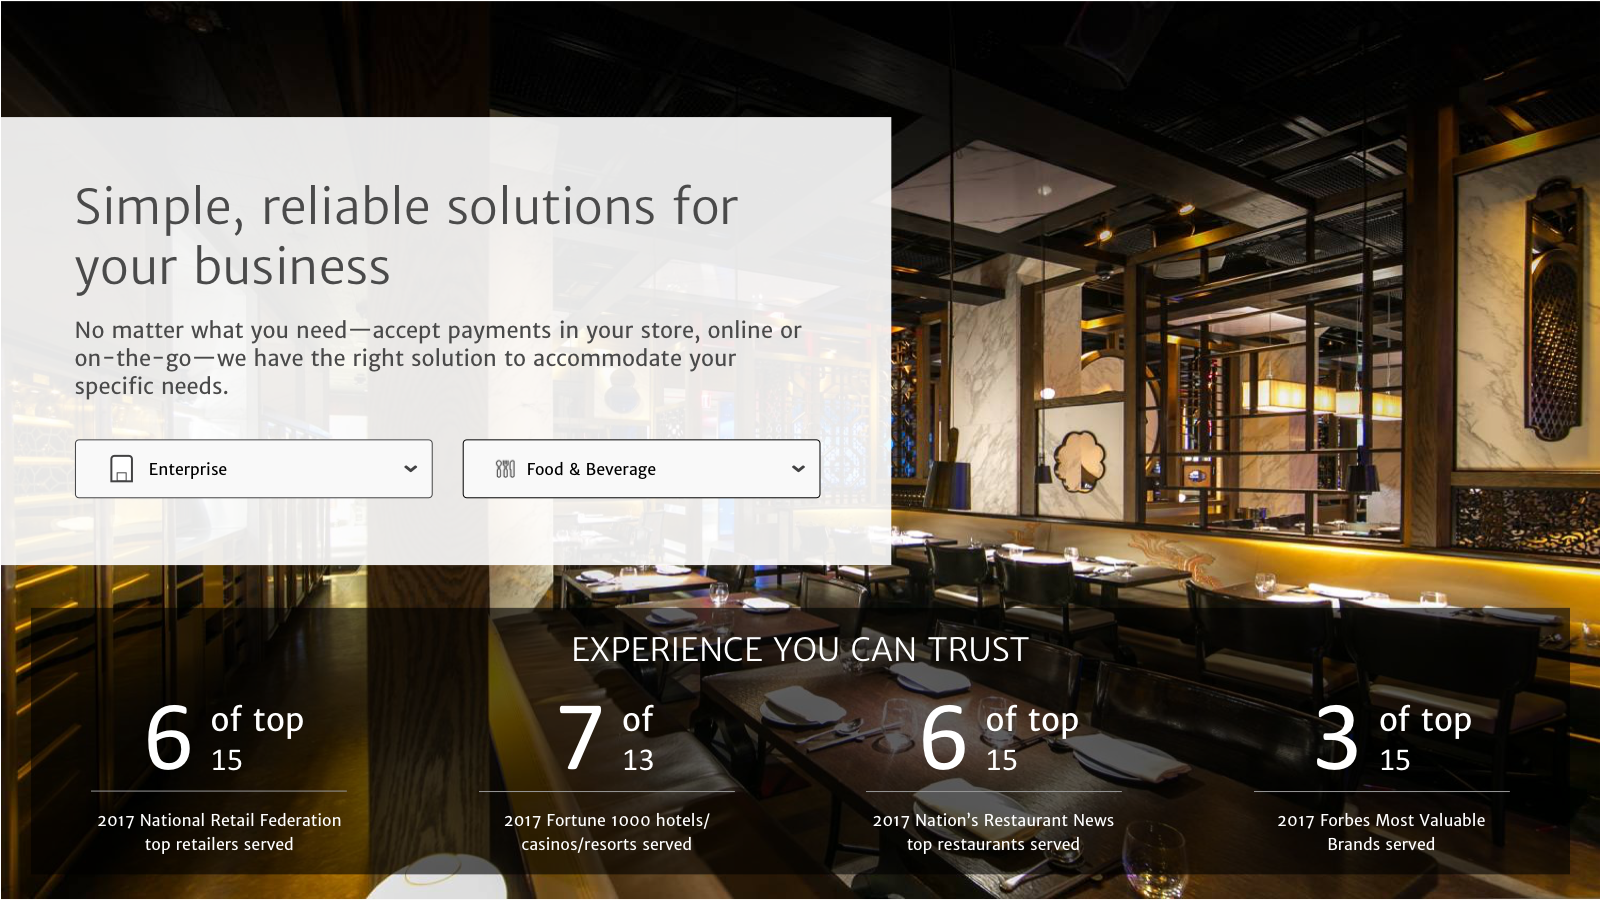 Simple, reliable solutions for
your business
No matter what you need—accept payments in your store, online or
on-the-go—we have the right solution to accommodate your
specific needs.
Enterprise
Food & Beverage
EXPERIENCE YOU CAN TRUST
6 of top
15
2017 National Retail Federation
top retailers served
7 of
13
2017 Fortune 1000 hotels/
casinos/resorts served
6 of top
15
2017 Nation’s Restaurant News
top restaurants served
3 of top
15
2017 Forbes Most Valuable
Brands served